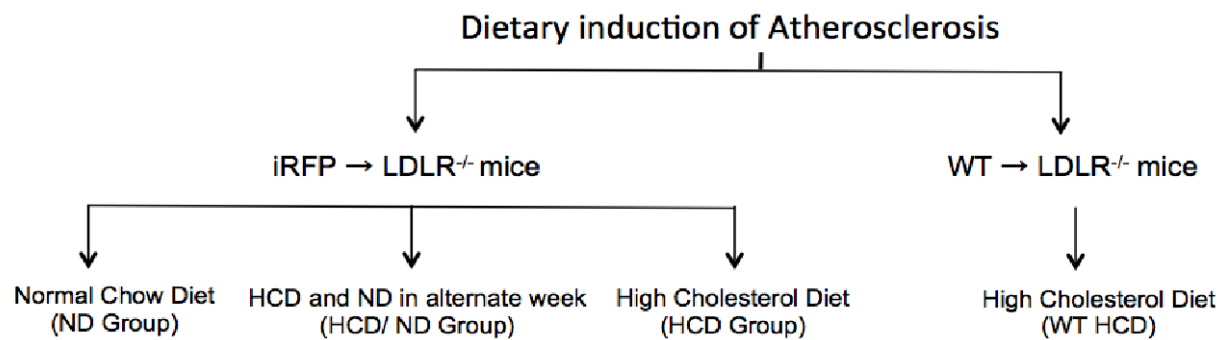 Dietary induction of Atherosclerosis
iRFP → LDLR-/- mice
WT → LDLR-/- mice
Normal Chow Diet
(ND Group)
HCD and ND in alternate week
(HCD/ ND Group)
High Cholesterol Diet
(HCD Group)
High Cholesterol Diet
(WT HCD)